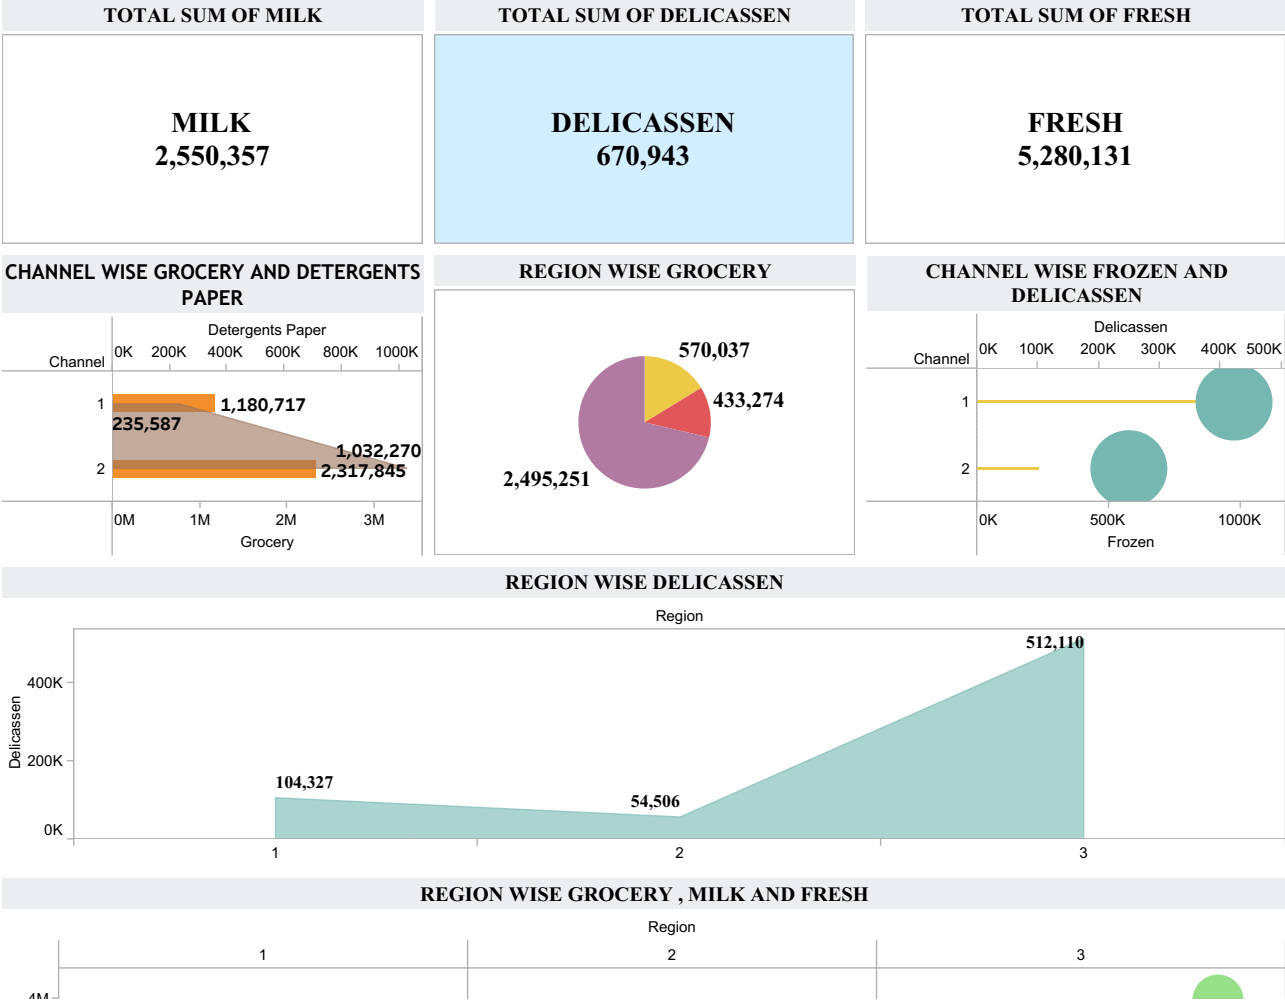 TOTAL SUM OF MILK
TOTAL SUM OF DELICASSEN
TOTAL SUM OF FRESH
MILK
2,550,357
DELICASSEN
670,943
FRESH
5,280,131
CHANNEL WISE GROCERY AND DETERGENTS
PAPER
Detergents Paper
Channel
0K 200K 400K 600K 800K 1000K
1
1,180,717
235,587
1,032,270
2
2,317,845
0M 1M 2M 3M
Grocery
REGION WISE GROCERY
570,037
433,274
2,495,251
CHANNEL WISE FROZEN AND
DELICASSEN
Delicassen
Channel
0K 100K 200K 300K 400K 500K
1
2
0K 500K 1000K
Frozen
REGION WISE DELICASSEN
Region
512,110
400K
Delicassen
200K
104,327
54,506
0K
1 2 3
REGION WISE GROCERY , MILK AND FRESH
Region
1 2 3
4M